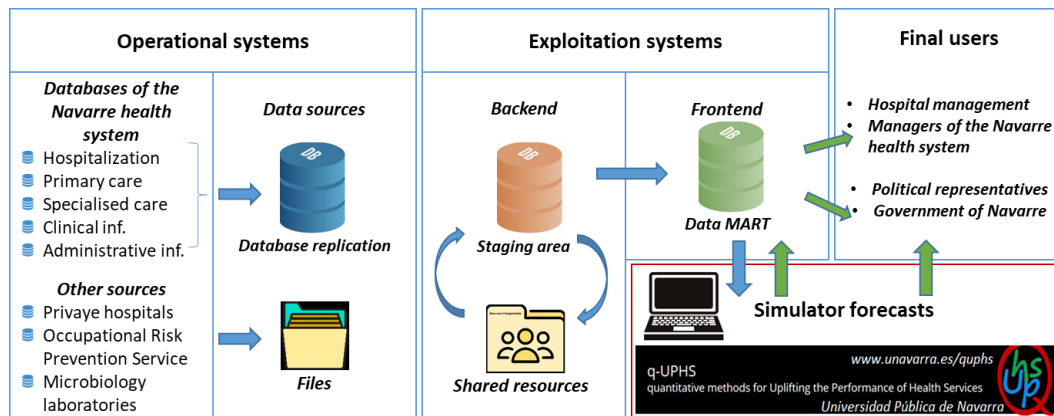 Operational systems
Exploitation systems
Final users
Databases of the
Navarre health
system
Hospitalization
Primary care
Specialised care
Clinical inf.
Administrative inf.
Other sources
Privaye hospitals
Occupational Risk
Prevention Service
Microbiology
laboratories
Data sources
DB
Database replication
Files
Backend
DB
Staging area
Shared resources
Frontend
DB
Data MART
• Hospital management
• Managers of the Navarre
health system
• Political representatives
• Government of Navarre
Simulator forecasts
www.unavarra.es/quphs
q-UPHS
quantitative methods for Uplifting the Performance of Health Services
Universidad Pública de Navarra
Q
hs
Up